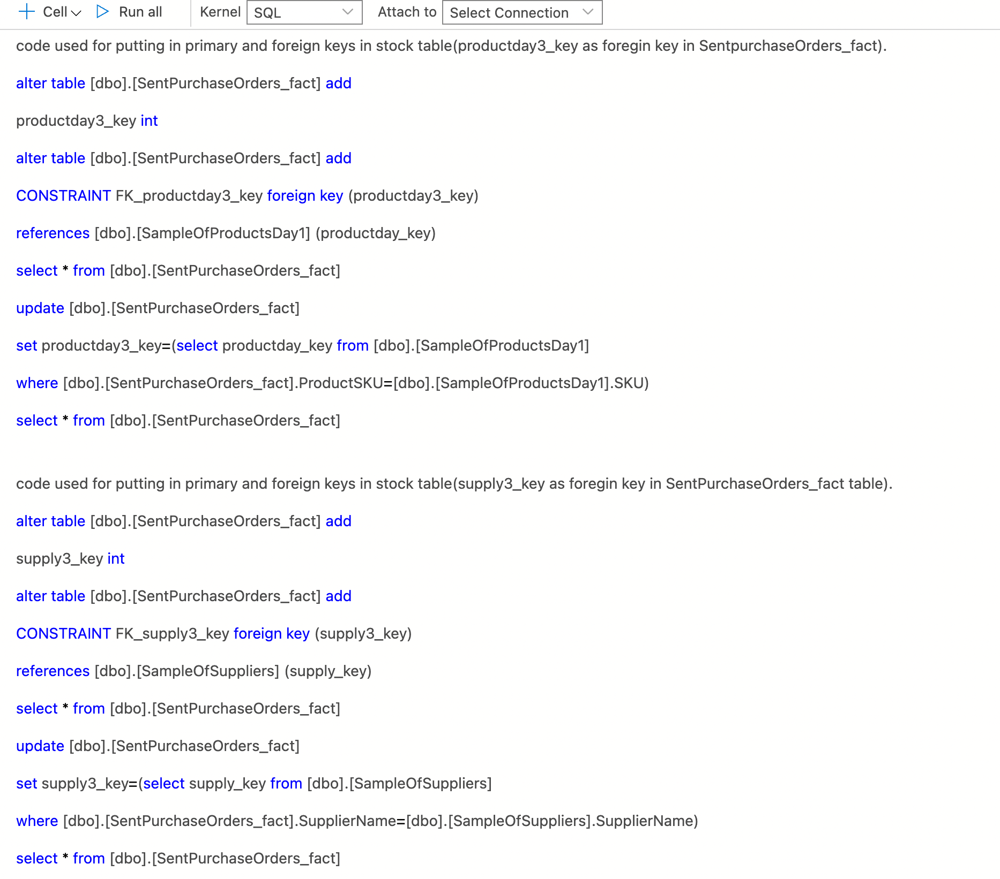 Cell Run all Kernel SQL Attach to Select Connection
code used for putting in primary and foreign keys in stock table(productday3_key as foregin key in SentpurchaseOrders_fact).
alter table [dbo].[SentPurchaseOrders_fact] add
productday3_key int
alter table [dbo].[SentPurchaseOrders_fact] add
CONSTRAINT FK_productday3_key foreign key (productday3_key)
references [dbo].[SampleOfProductsDay1] (productday_key)
select * from [dbo].[SentPurchaseOrders_fact]
update [dbo].[SentPurchaseOrders_fact]
set productday3_key=(select productday_key from [dbo].[SampleOfProductsDay1]
where [dbo].[SentPurchaseOrders_fact].ProductSKU=[dbo].[SampleOfProductsDay1].SKU)
select * from [dbo].[SentPurchaseOrders_fact]
code used for putting in primary and foreign keys in stock table(supply3_key as foregin key in SentPurchaseOrders_fact table).
alter table [dbo].[SentPurchaseOrders_fact] add
supply3_key int
alter table [dbo].[SentPurchaseOrders_fact] add
CONSTRAINT FK_supply3_key foreign key (supply3_key)
references [dbo].[SampleOfSuppliers] (supply_key)
select * from [dbo].[SentPurchaseOrders_fact]
update [dbo].[SentPurchaseOrders_fact]
set supply3_key=(select supply_key from [dbo].[SampleOfSuppliers]
where [dbo].[SentPurchaseOrders_fact].SupplierName=[dbo].[SampleOfSuppliers].SupplierName)
select * from [dbo].[SentPurchaseOrders_fact]